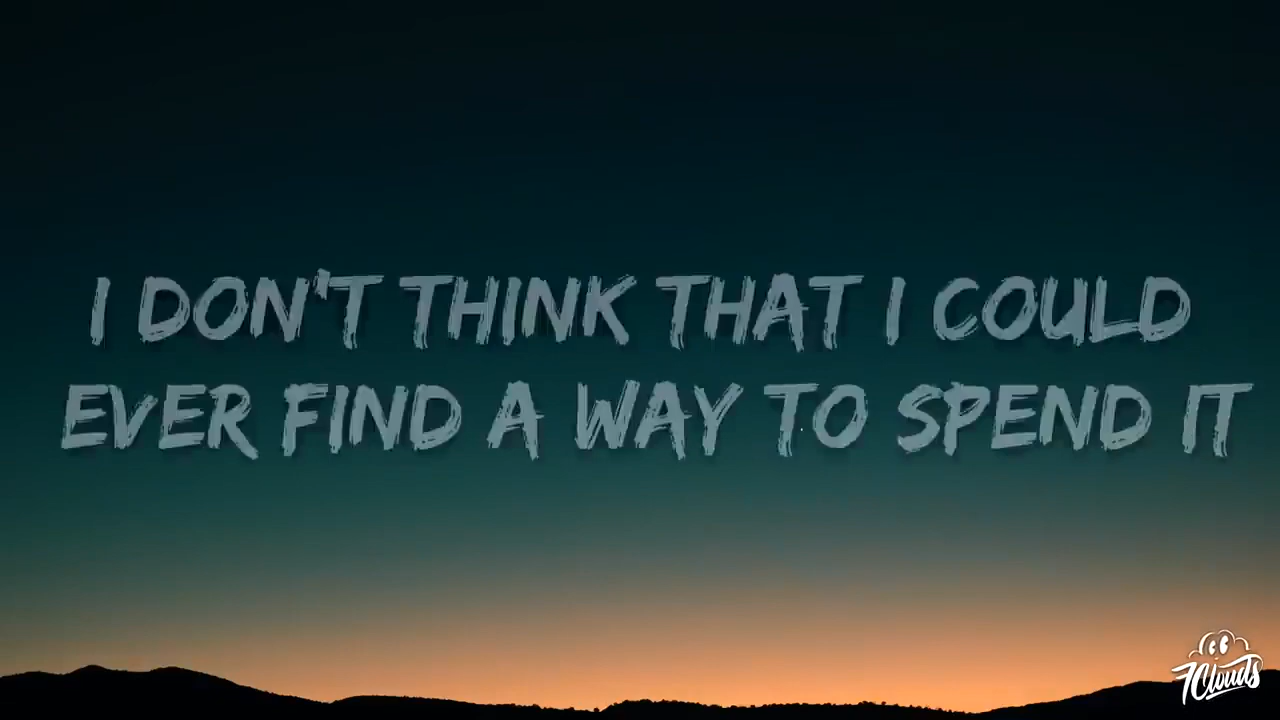 I DON'T THINK THAT I COULD
EVER FIND A WAY TO SPEND IT
7Clouds